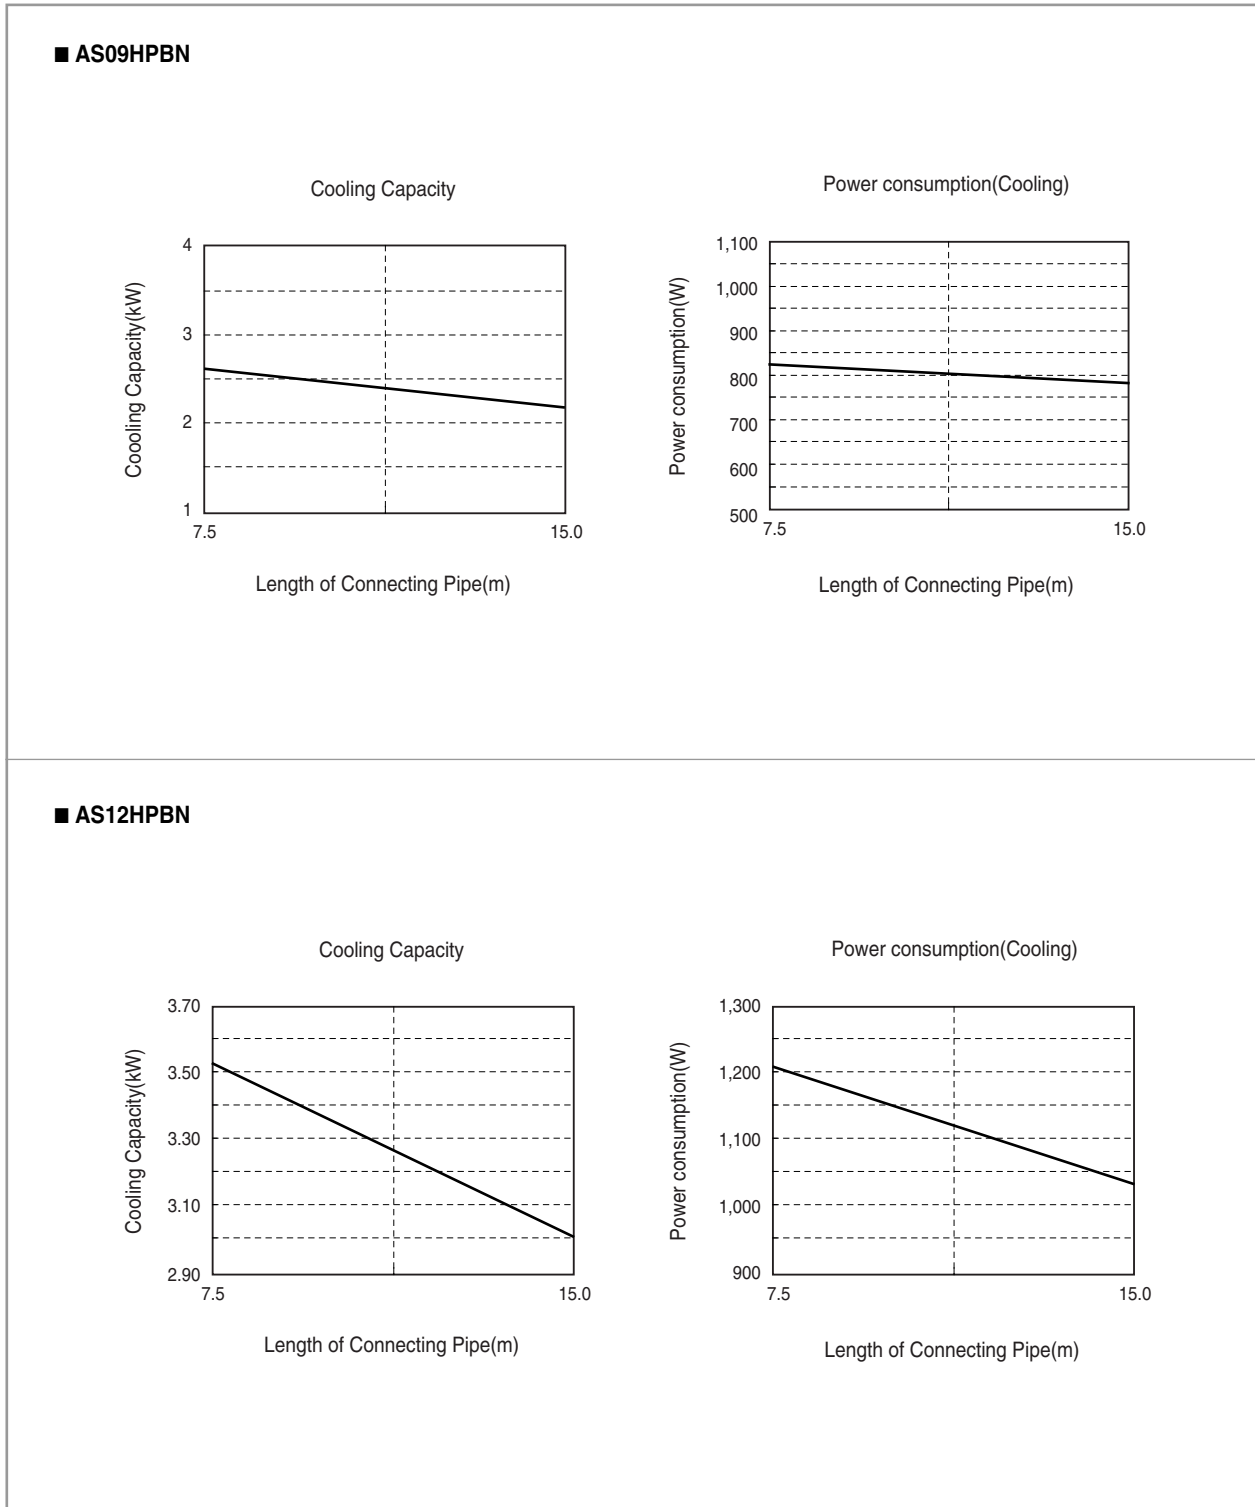 ■ AS09HPBN
Cooling Capacity
Coooling Capacity(kW)
4
3
2
1
7.5
15.0
Length of Connecting Pipe(m)
Power consumption(Cooling)
Power consumption(W)
1,100
1,000
900
800
700
600
500
7.5
15.0
Length of Connecting Pipe(m)
■ AS12HPBN
Cooling Capacity
Cooling Capacity(kW)
3.70
3.50
3.30
3.10
2.90
7.5
15.0
Length of Connecting Pipe(m)
Power consumption(Cooling)
Power consumption(W)
1,300
1,200
1,100
1,000
900
7.5
15.0
Length of Connecting Pipe(m)